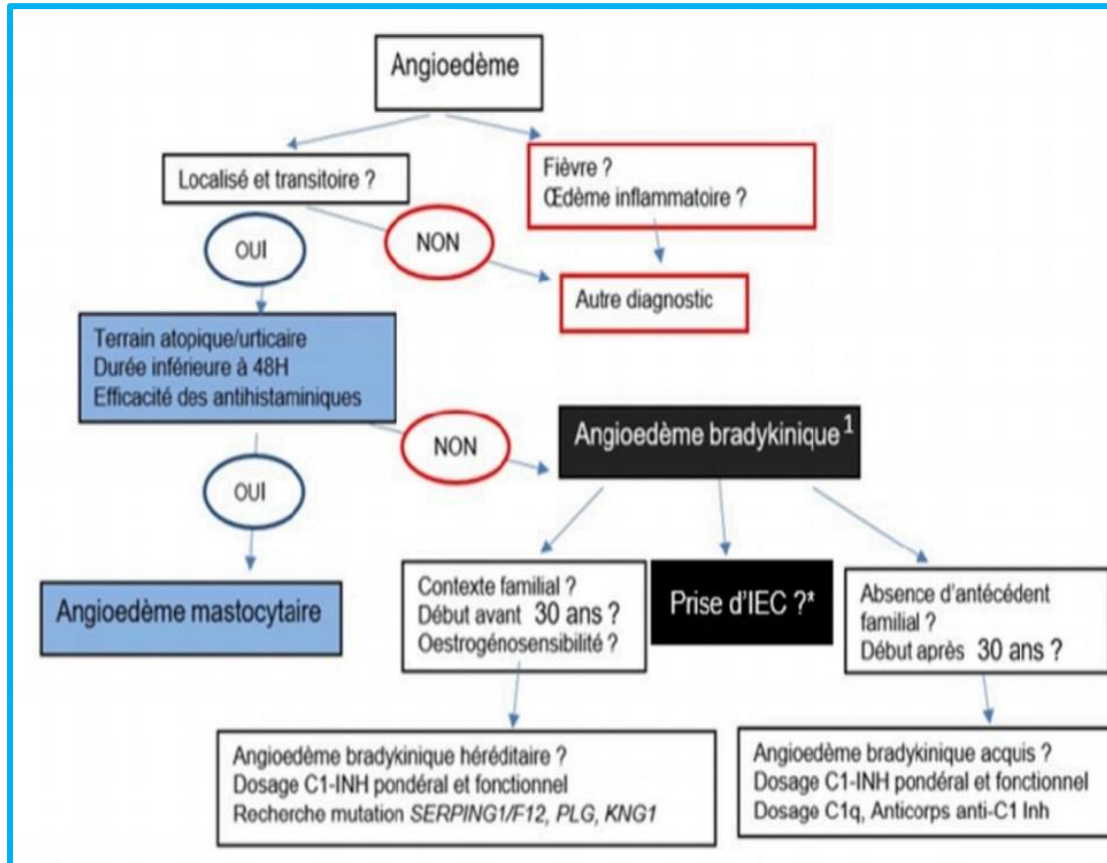 Angioedème
Localisé et transitoire ?
Fièvre ?
Œdème inflammatoire ?
OUI
NON
Autre diagnostic
Terrain atopique/urticaire
Durée inférieure à 48H
Efficacité des antihistaminiques
NON
Angioedème bradykinique 1
OUI
Angioedème mastocytaire
Contexte familial ?
Début avant 30 ans ?
Oestrogénosensibilité ?
Prise d'IEC ?*
Absence d'antécédent
familial ?
Début après 30 ans ?
Angioedème bradykinique héréditaire ?
Dosage C1-INH pondéral et fonctionnel
Recherche mutation SERPING1/F12, PLG, KNG1
Angioedème bradykinique acquis ?
Dosage C1-INH pondéral et fonctionnel
Dosage C1q, Anticorps anti-C1 Inh